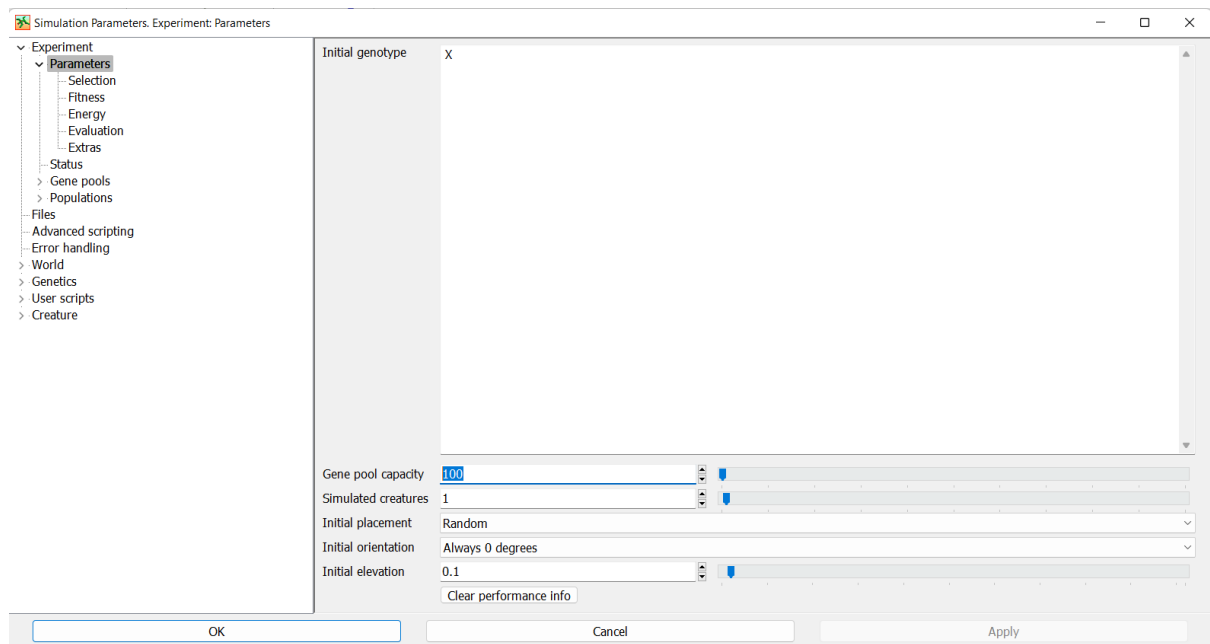 Simulation Parameters. Experiment: Parameters
Experiment
Parameters
Selection
Fitness
Energy
Evaluation
Extras
Status
Gene pools
Populations
Files
Advanced scripting
Error handling
World
Genetics
User scripts
Creature
Initial genotype X
Gene pool capacity 100
Simulated creatures 1
Initial placement Random
Initial orientation Always 0 degrees
Initial elevation 0.1
Clear performance info
OK Cancel Apply